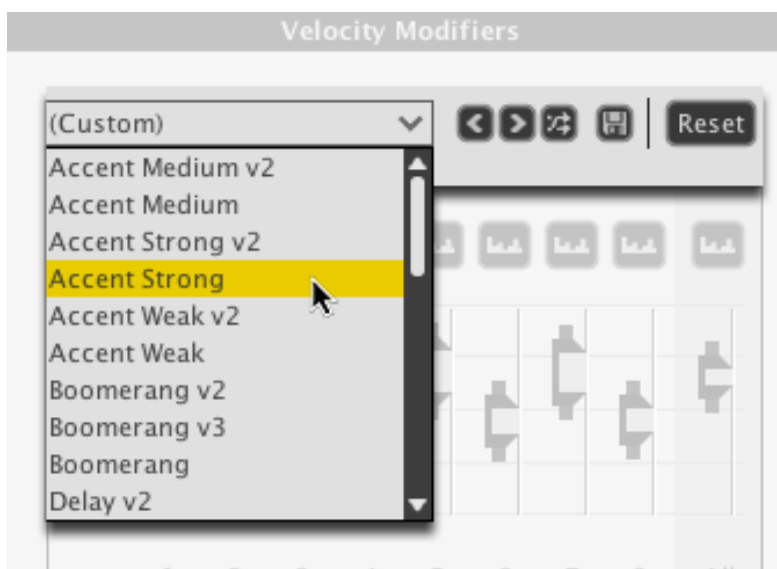 Velocity Modifiers
(Custom)
Reset
Accent Medium v2
Accent Medium
Accent Strong v2
Accent Strong
Accent Weak v2
Accent Weak
Boomerang v2
Boomerang v3
Boomerang
Delay v2